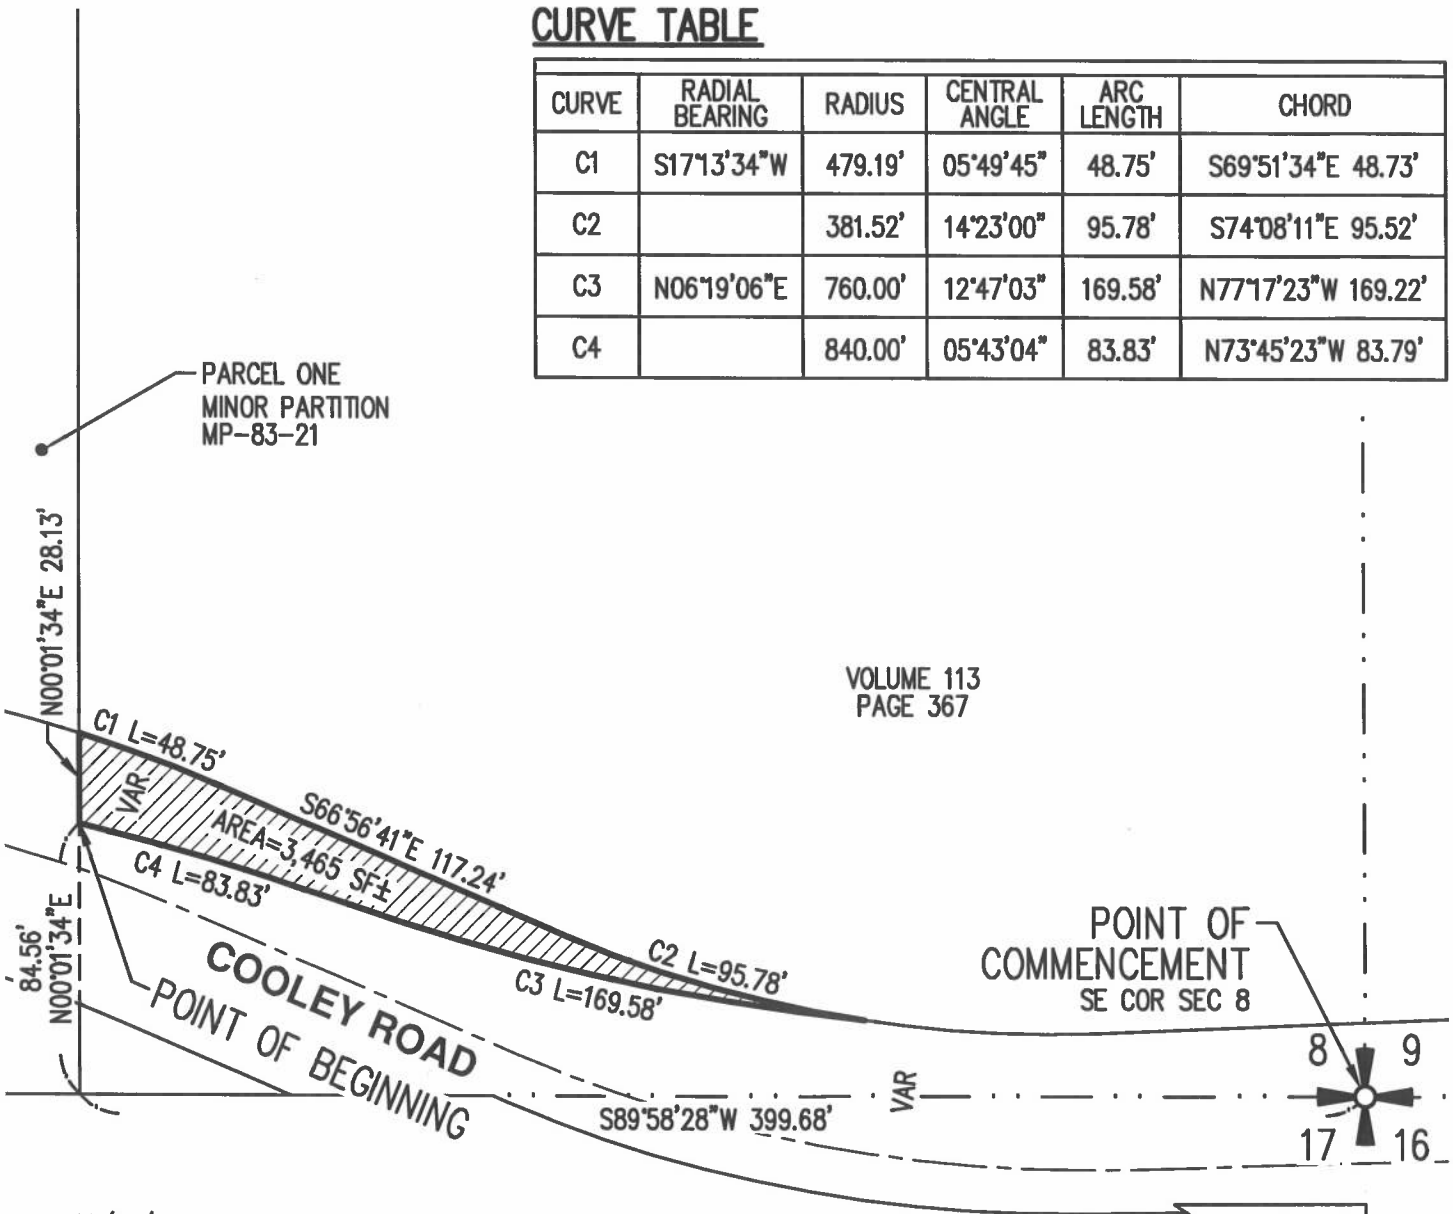 CURVE TABLE
CURVE RADIAL BEARING RADIUS CENTRAL ANGLE ARC LENGTH CHORD
C1 S17°13'34"W 479.19' 05°49'45" 48.75' S69°51'34"E 48.73'
C2 381.52' 14°23'00" 95.78' S74°08'11"E 95.52'
C3 N06°19'06"E 760.00' 12°47'03" 169.58' N77°17'23"W 169.22'
C4 840.00' 05°43'04" 83.83' N73°45'23"W 83.79'
PARCEL ONE
MINOR PARTITION
MP-83-21
N00°01'34"E 28.13'
VOLUME 113
PAGE 367
C1 L=48.75'
VAR
S66°56'41"E 117.24'
AREA=3,465 SF±
C4 L=83.83'
C2 L=95.78'
C3 L=169.58'
84.56'
N00°01'34"E
COOLEY ROAD
POINT OF BEGINNING
POINT OF
COMMENCEMENT
SE COR SEC 8
8 9
VAR
S89°58'28"W 399.68'
17 16